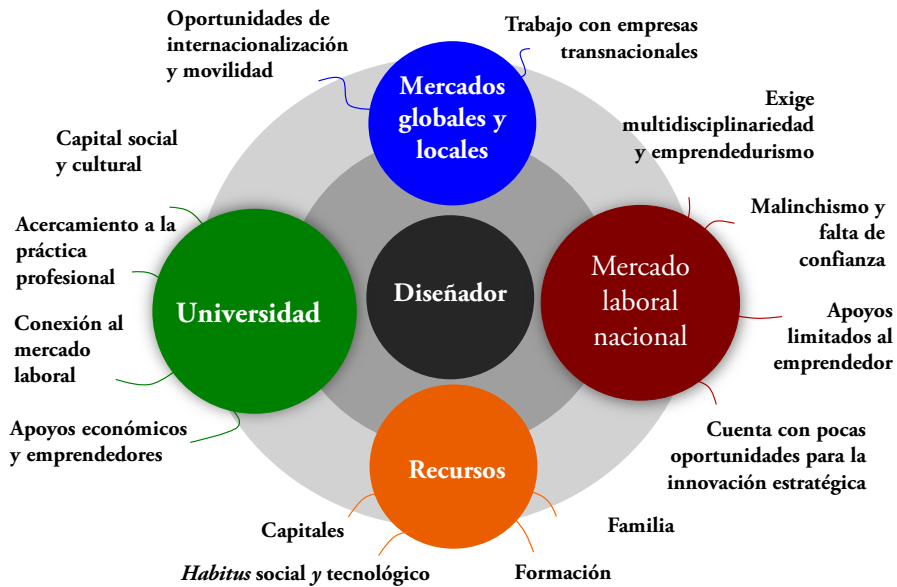 Oportunidades de
internacionalización
y movilidad
Trabajo con empresas
transnacionales
Mercados
globales y
locales
Exige
multidisciplinariedad
y emprendedurismo
Capital social
y cultural
Malinchismo y
falta de
confianza
Acercamiento a la
práctica
profesional
Universidad
Diseñador
Mercado
laboral
nacional
Conexión al
mercado
laboral
Apoyos
limitados al
emprendedor
Apoyos económicos
y emprendedores
Cuenta con pocas
oportunidades para la
innovación estratégica
Recursos
Capitales
Familia
Habitus social y tecnológico
Formación